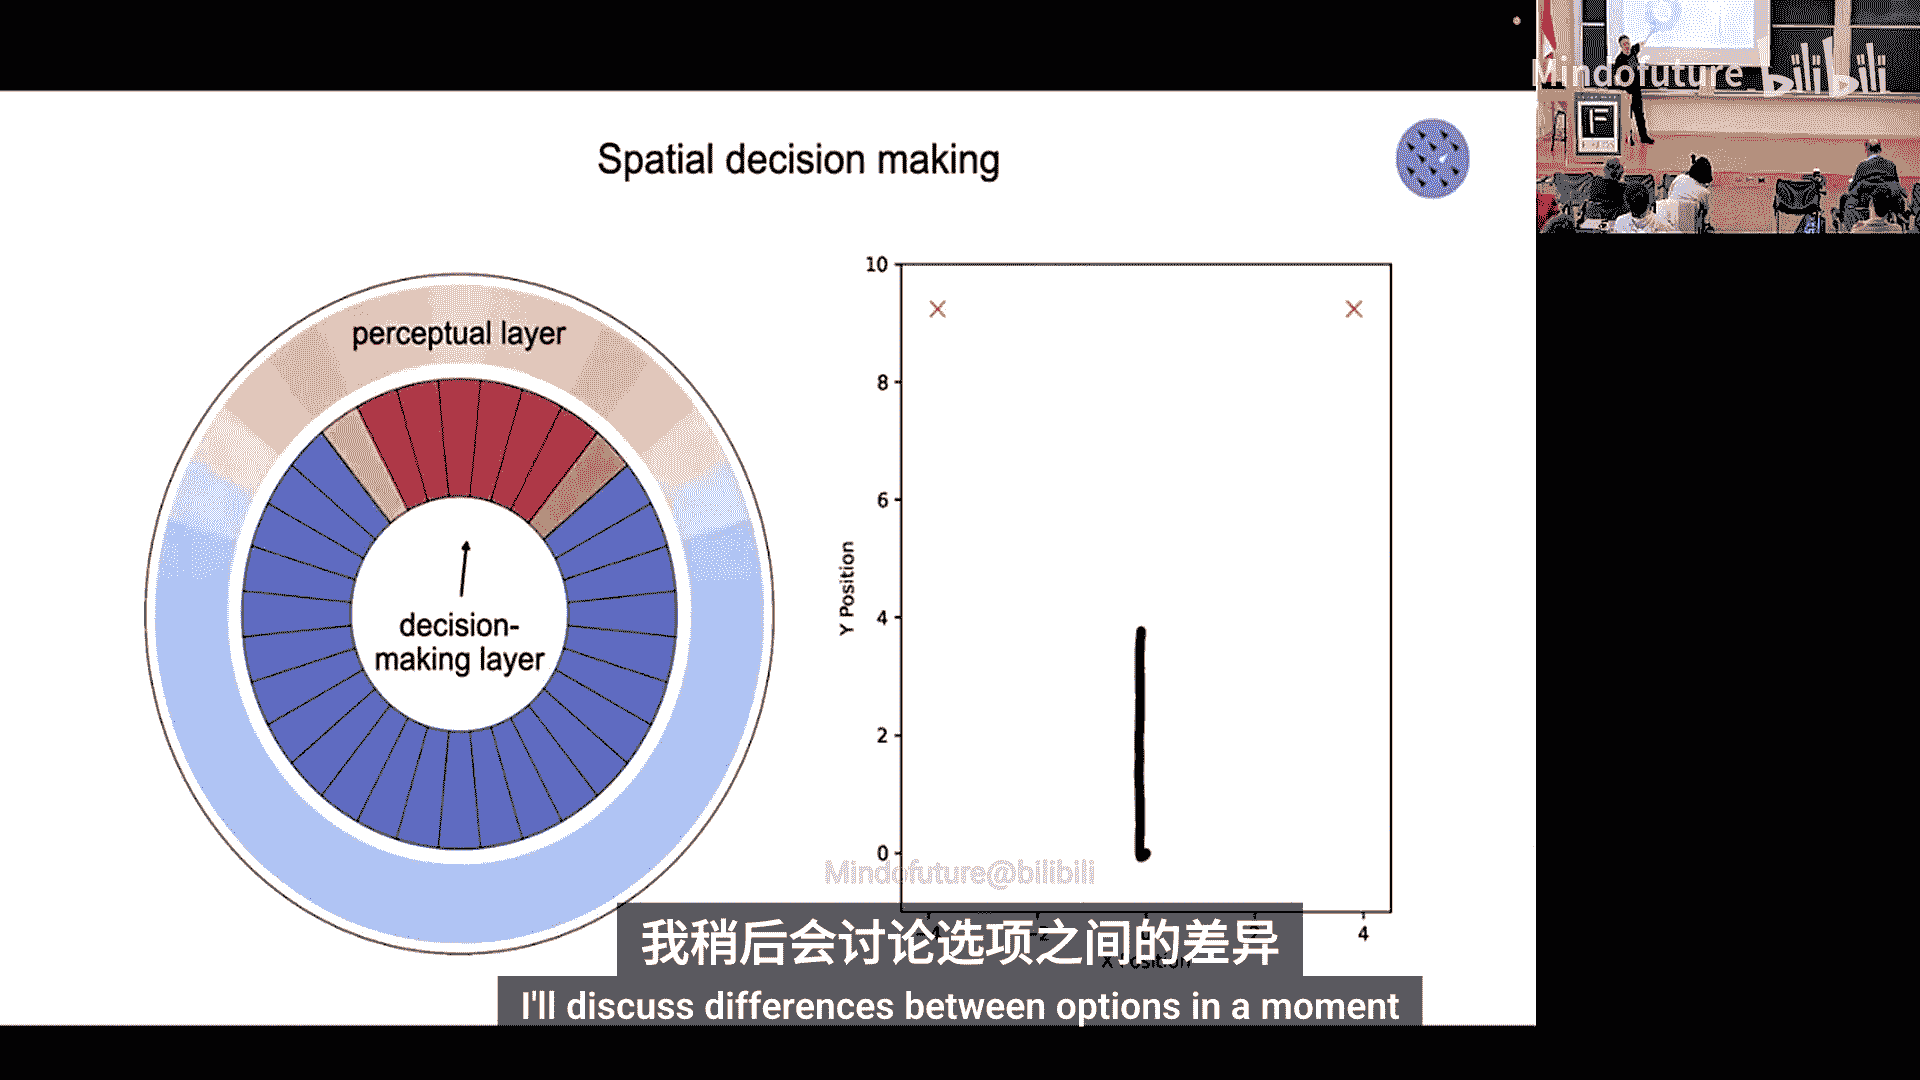 Mindofuture bilibili
Spatial decision making
perceptual layer
decision-
making layer
10
8
6
4
2
0
Y Position
4
Mindofuture@bilibili
我稍后会讨论选项之间的差异
I'll discuss differences between options in a moment